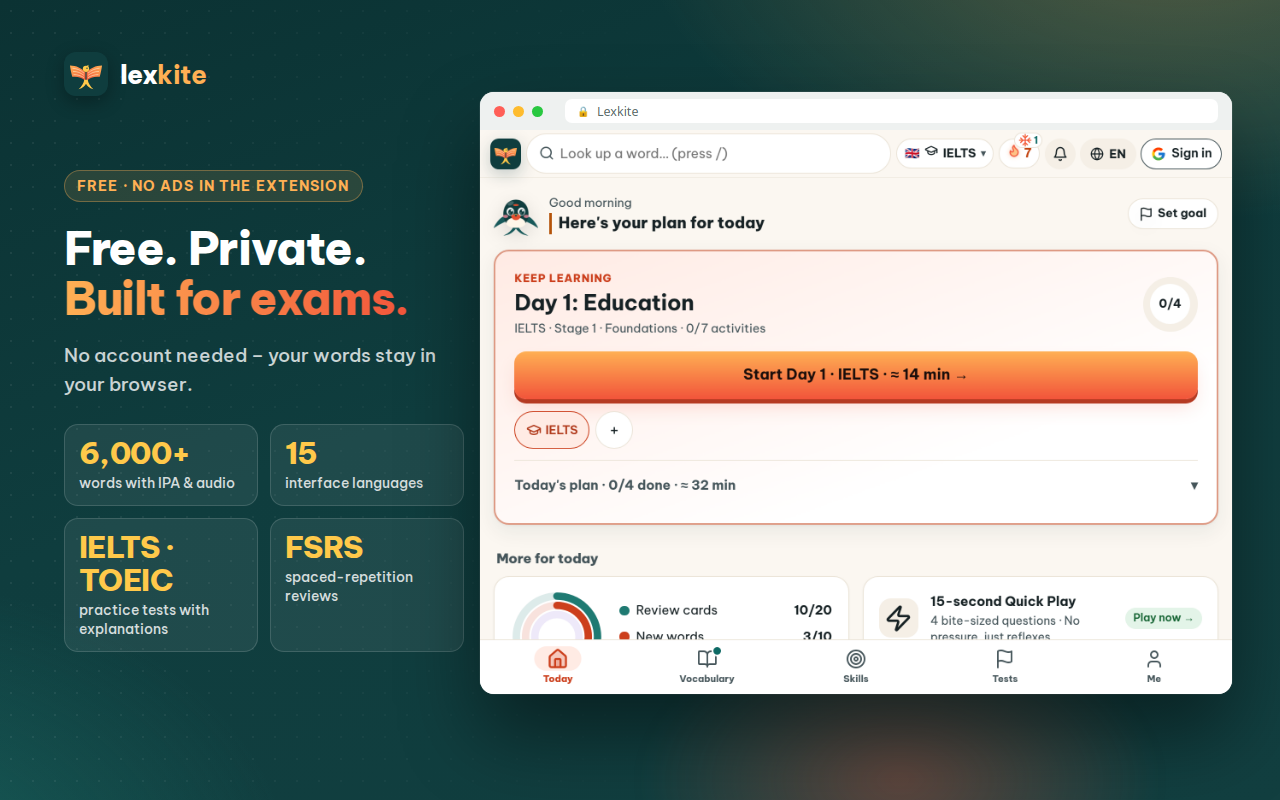 lexkite
FREE · NO ADS IN THE EXTENSION
Free. Private.
Built for exams.
No account needed – your words stay in
your browser.
6,000+
words with IPA & audio
15
interface languages
IELTS ·
TOEIC
practice tests with
explanations
FSRS
spaced-repetition
reviews
Lexkite
Look up a word... (press /)
IELTS ▾
1
7
EN
Sign in
Good morning
Here's your plan for today
Set goal
KEEP LEARNING
Day 1: Education
IELTS · Stage 1 · Foundations · 0/7 activities
0/4
Start Day 1 · IELTS · ≈ 14 min →
IELTS
+
Today's plan · 0/4 done · ≈ 32 min ▾
More for today
Review cards 10/20
New words 3/10
15-second Quick Play
4 bite-sized questions · No
pressure, just reflexes
Play now →
Today
Vocabulary
Skills
Tests
Me